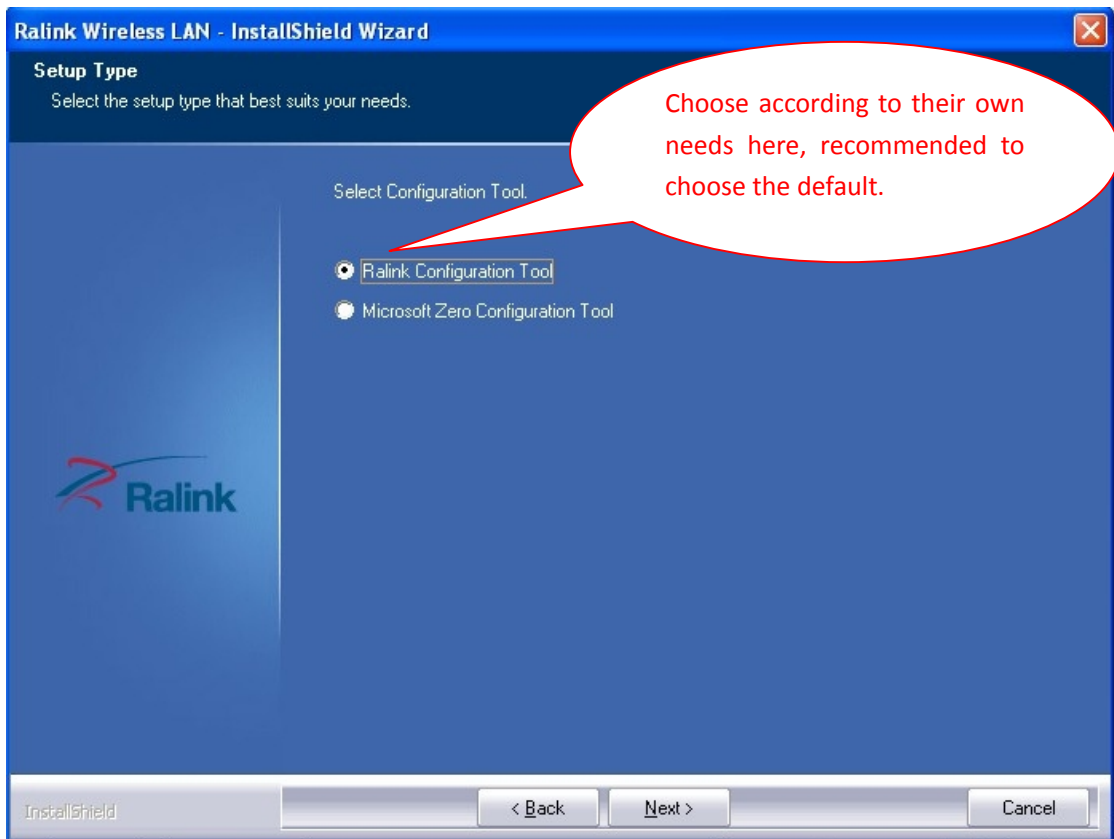 Ralink Wireless LAN - InstallShield Wizard
Setup Type
Select the setup type that best suits your needs.
Choose according to their own
needs here, recommended to
choose the default.
Select Configuration Tool.
Ralink Configuration Tool
Microsoft Zero Configuration Tool
Ralink
InstallShield
< Back
Next >
Cancel